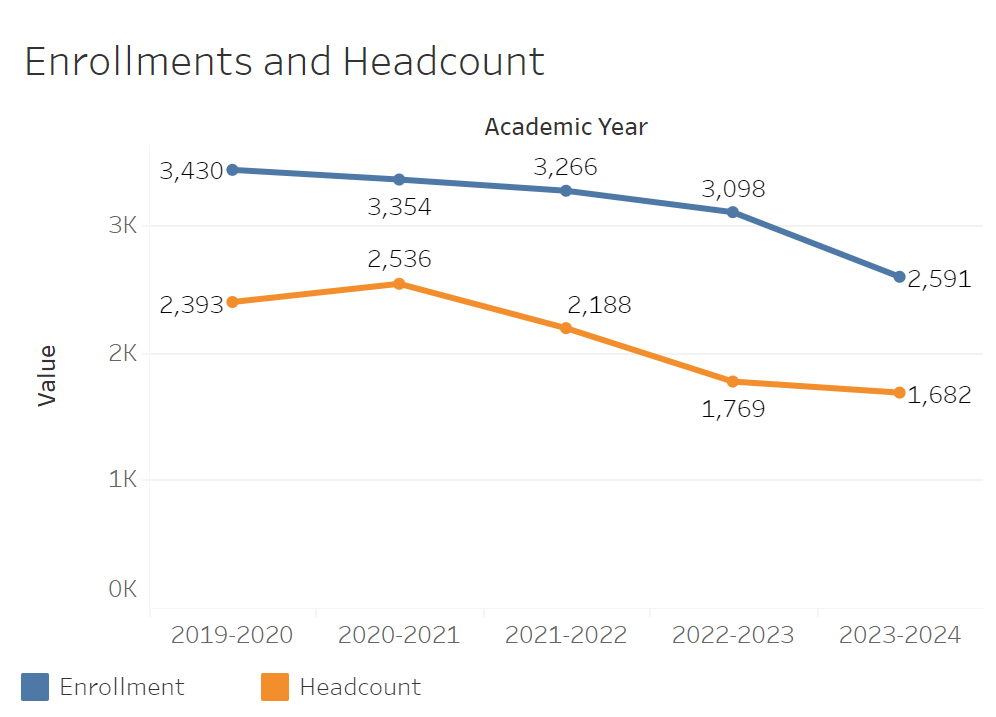 Enrollments and Headcount
Academic Year
3,430
3,354
3,266
3,098
2,591
3K
2,393
2,536
2,188
1,769
1,682
2K
Value
1K
0K
2019-2020 2020-2021 2021-2022 2022-2023 2023-2024
Enrollment Headcount